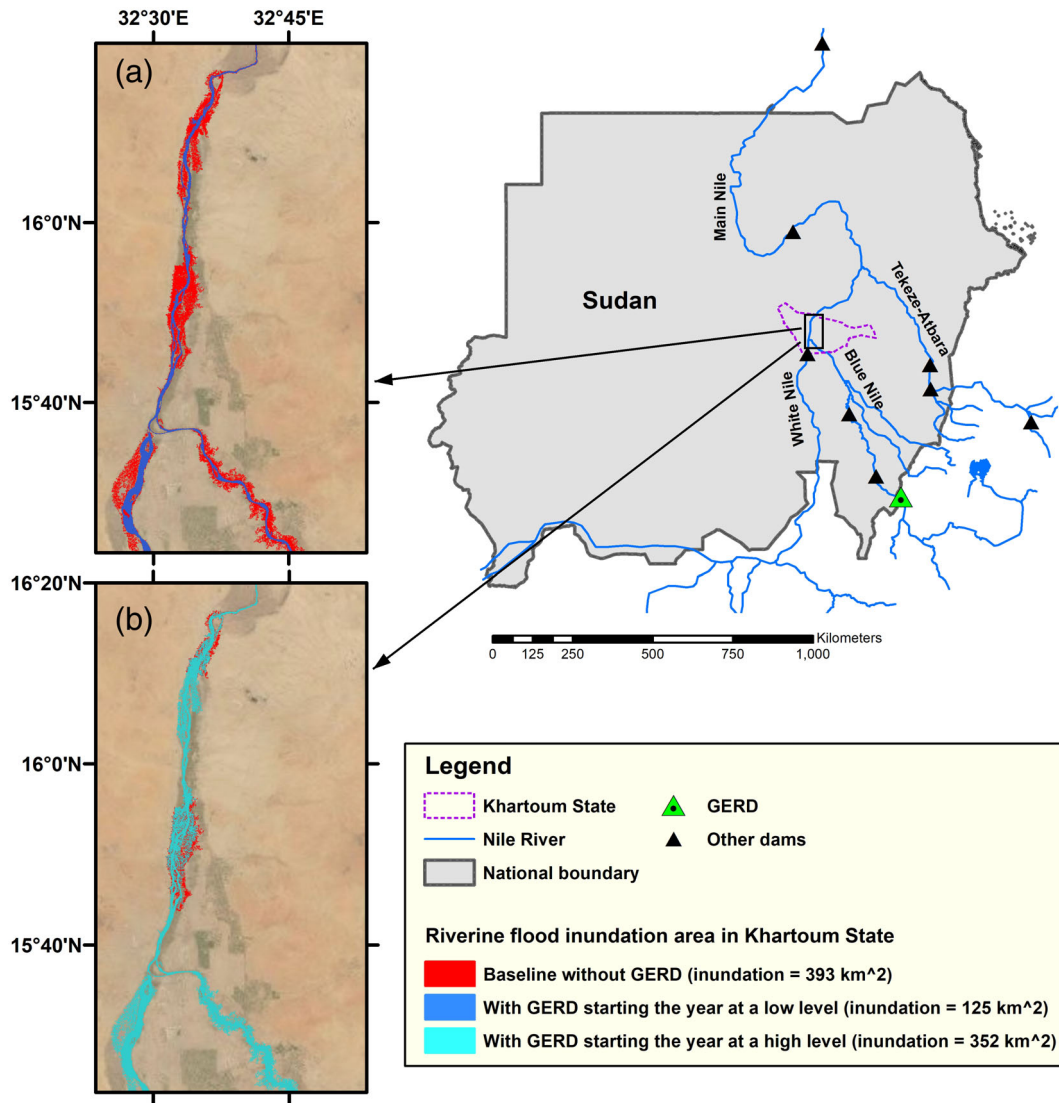 32°30'E 32°45'E
(a)
16°0'N
15°40'N
16°20'N
(b)
16°0'N
15°40'N
Main Nile
Sudan
Tekeze-Atbara
Blue Nile
White Nile
Kilometers
0 125 250 500 750 1,000
Legend
Khartoum State GERD
Nile River Other dams
National boundary
Riverine flood inundation area in Khartoum State
Baseline without GERD (inundation = 393 km^2)
With GERD starting the year at a low level (inundation = 125 km^2)
With GERD starting the year at a high level (inundation = 352 km^2)